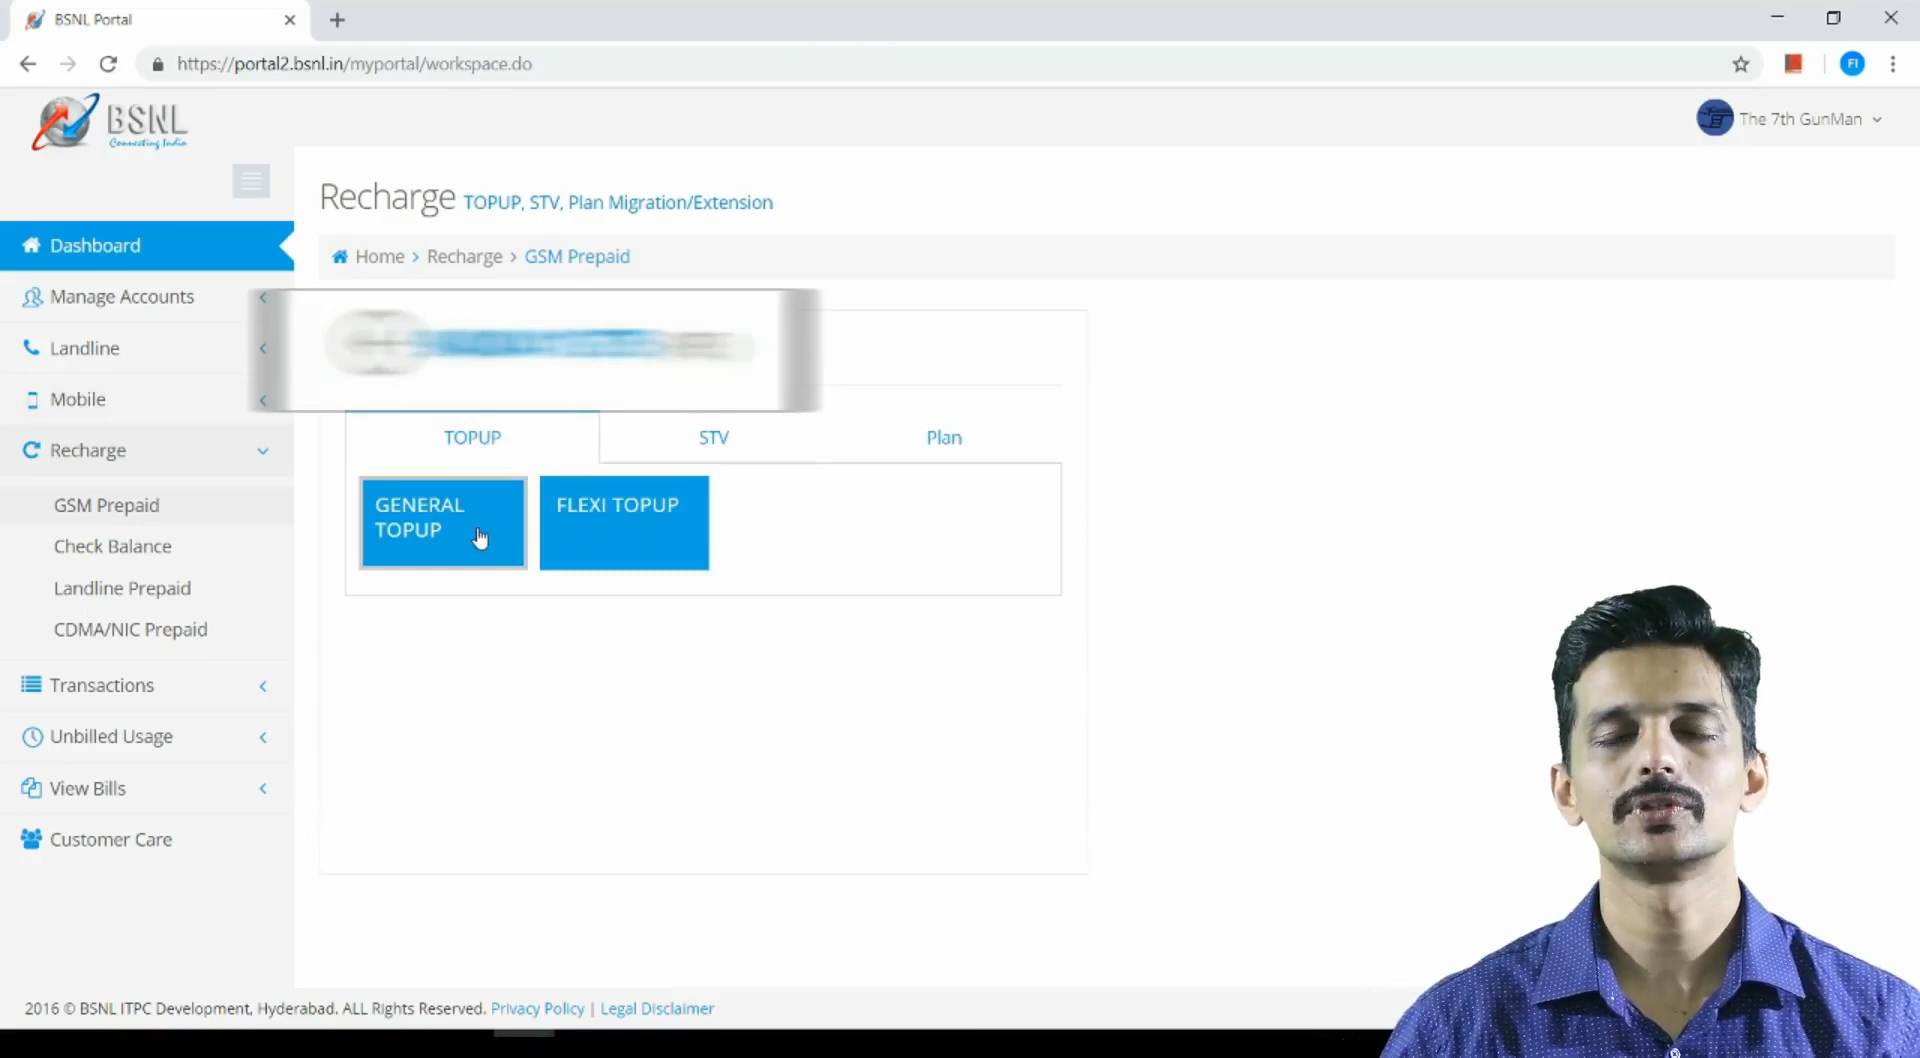 BSNL Portal
https://portal2.bsnl.in/myportal/workspace.do
FI
BSNL
Connecting India
The 7th GunMan
Recharge TOPUP, STV, Plan Migration/Extension
Home > Recharge > GSM Prepaid
Dashboard
Manage Accounts
Landline
Mobile
Recharge
GSM Prepaid
Check Balance
Landline Prepaid
CDMA/NIC Prepaid
Transactions
Unbilled Usage
View Bills
Customer Care
TOPUP STV Plan
GENERAL
TOPUP
FLEXI TOPUP
2016 © BSNL ITPC Development, Hyderabad. ALL Rights Reserved. Privacy Policy | Legal Disclaimer